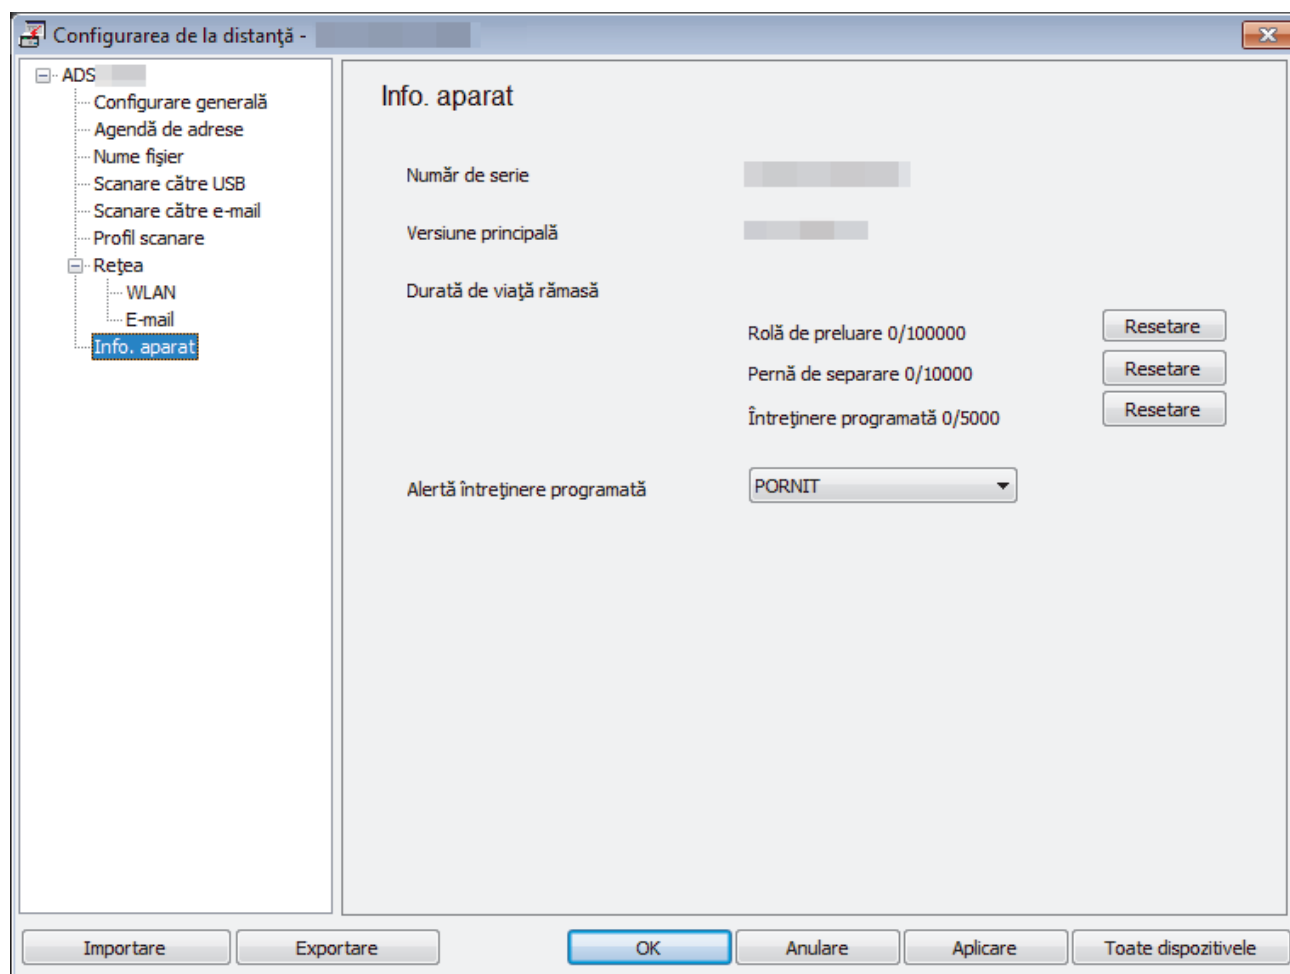 Configurarea de la distanţă -
ADS
Configurare generală
Agendă de adrese
Nume fişier
Scanare către USB
Scanare către e-mail
Profil scanare
Reţea
WLAN
E-mail
Info. aparat
Info. aparat
Număr de serie
Versiune principală
Durată de viaţă rămasă
Rolă de preluare 0/100000 Resetare
Pernă de separare 0/10000 Resetare
Întreţinere programată 0/5000 Resetare
Alertă întreţinere programată PORNIT
Importare Exportare OK Anulare Aplicare Toate dispozitivele